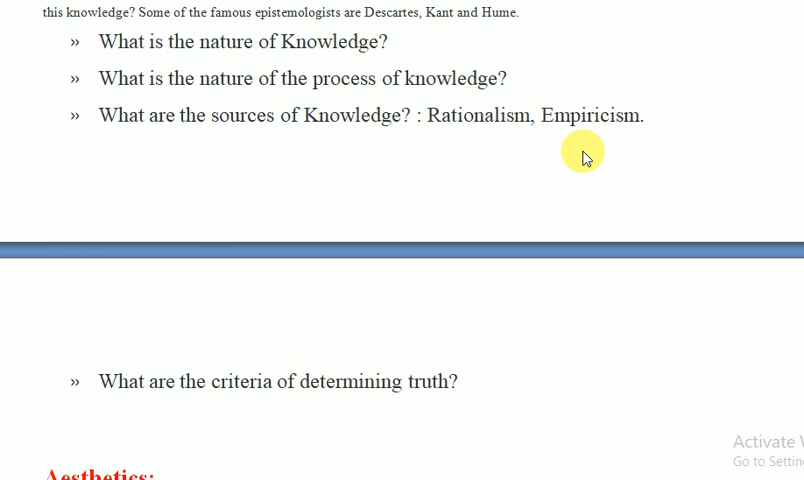 this knowledge? Some of the famous epistemologists are Descartes, Kant and Hume.
» What is the nature of Knowledge?
» What is the nature of the process of knowledge?
» What are the sources of Knowledge? : Rationalism, Empiricism.
» What are the criteria of determining truth?
Activate
Go to Settin
Aesthetics: